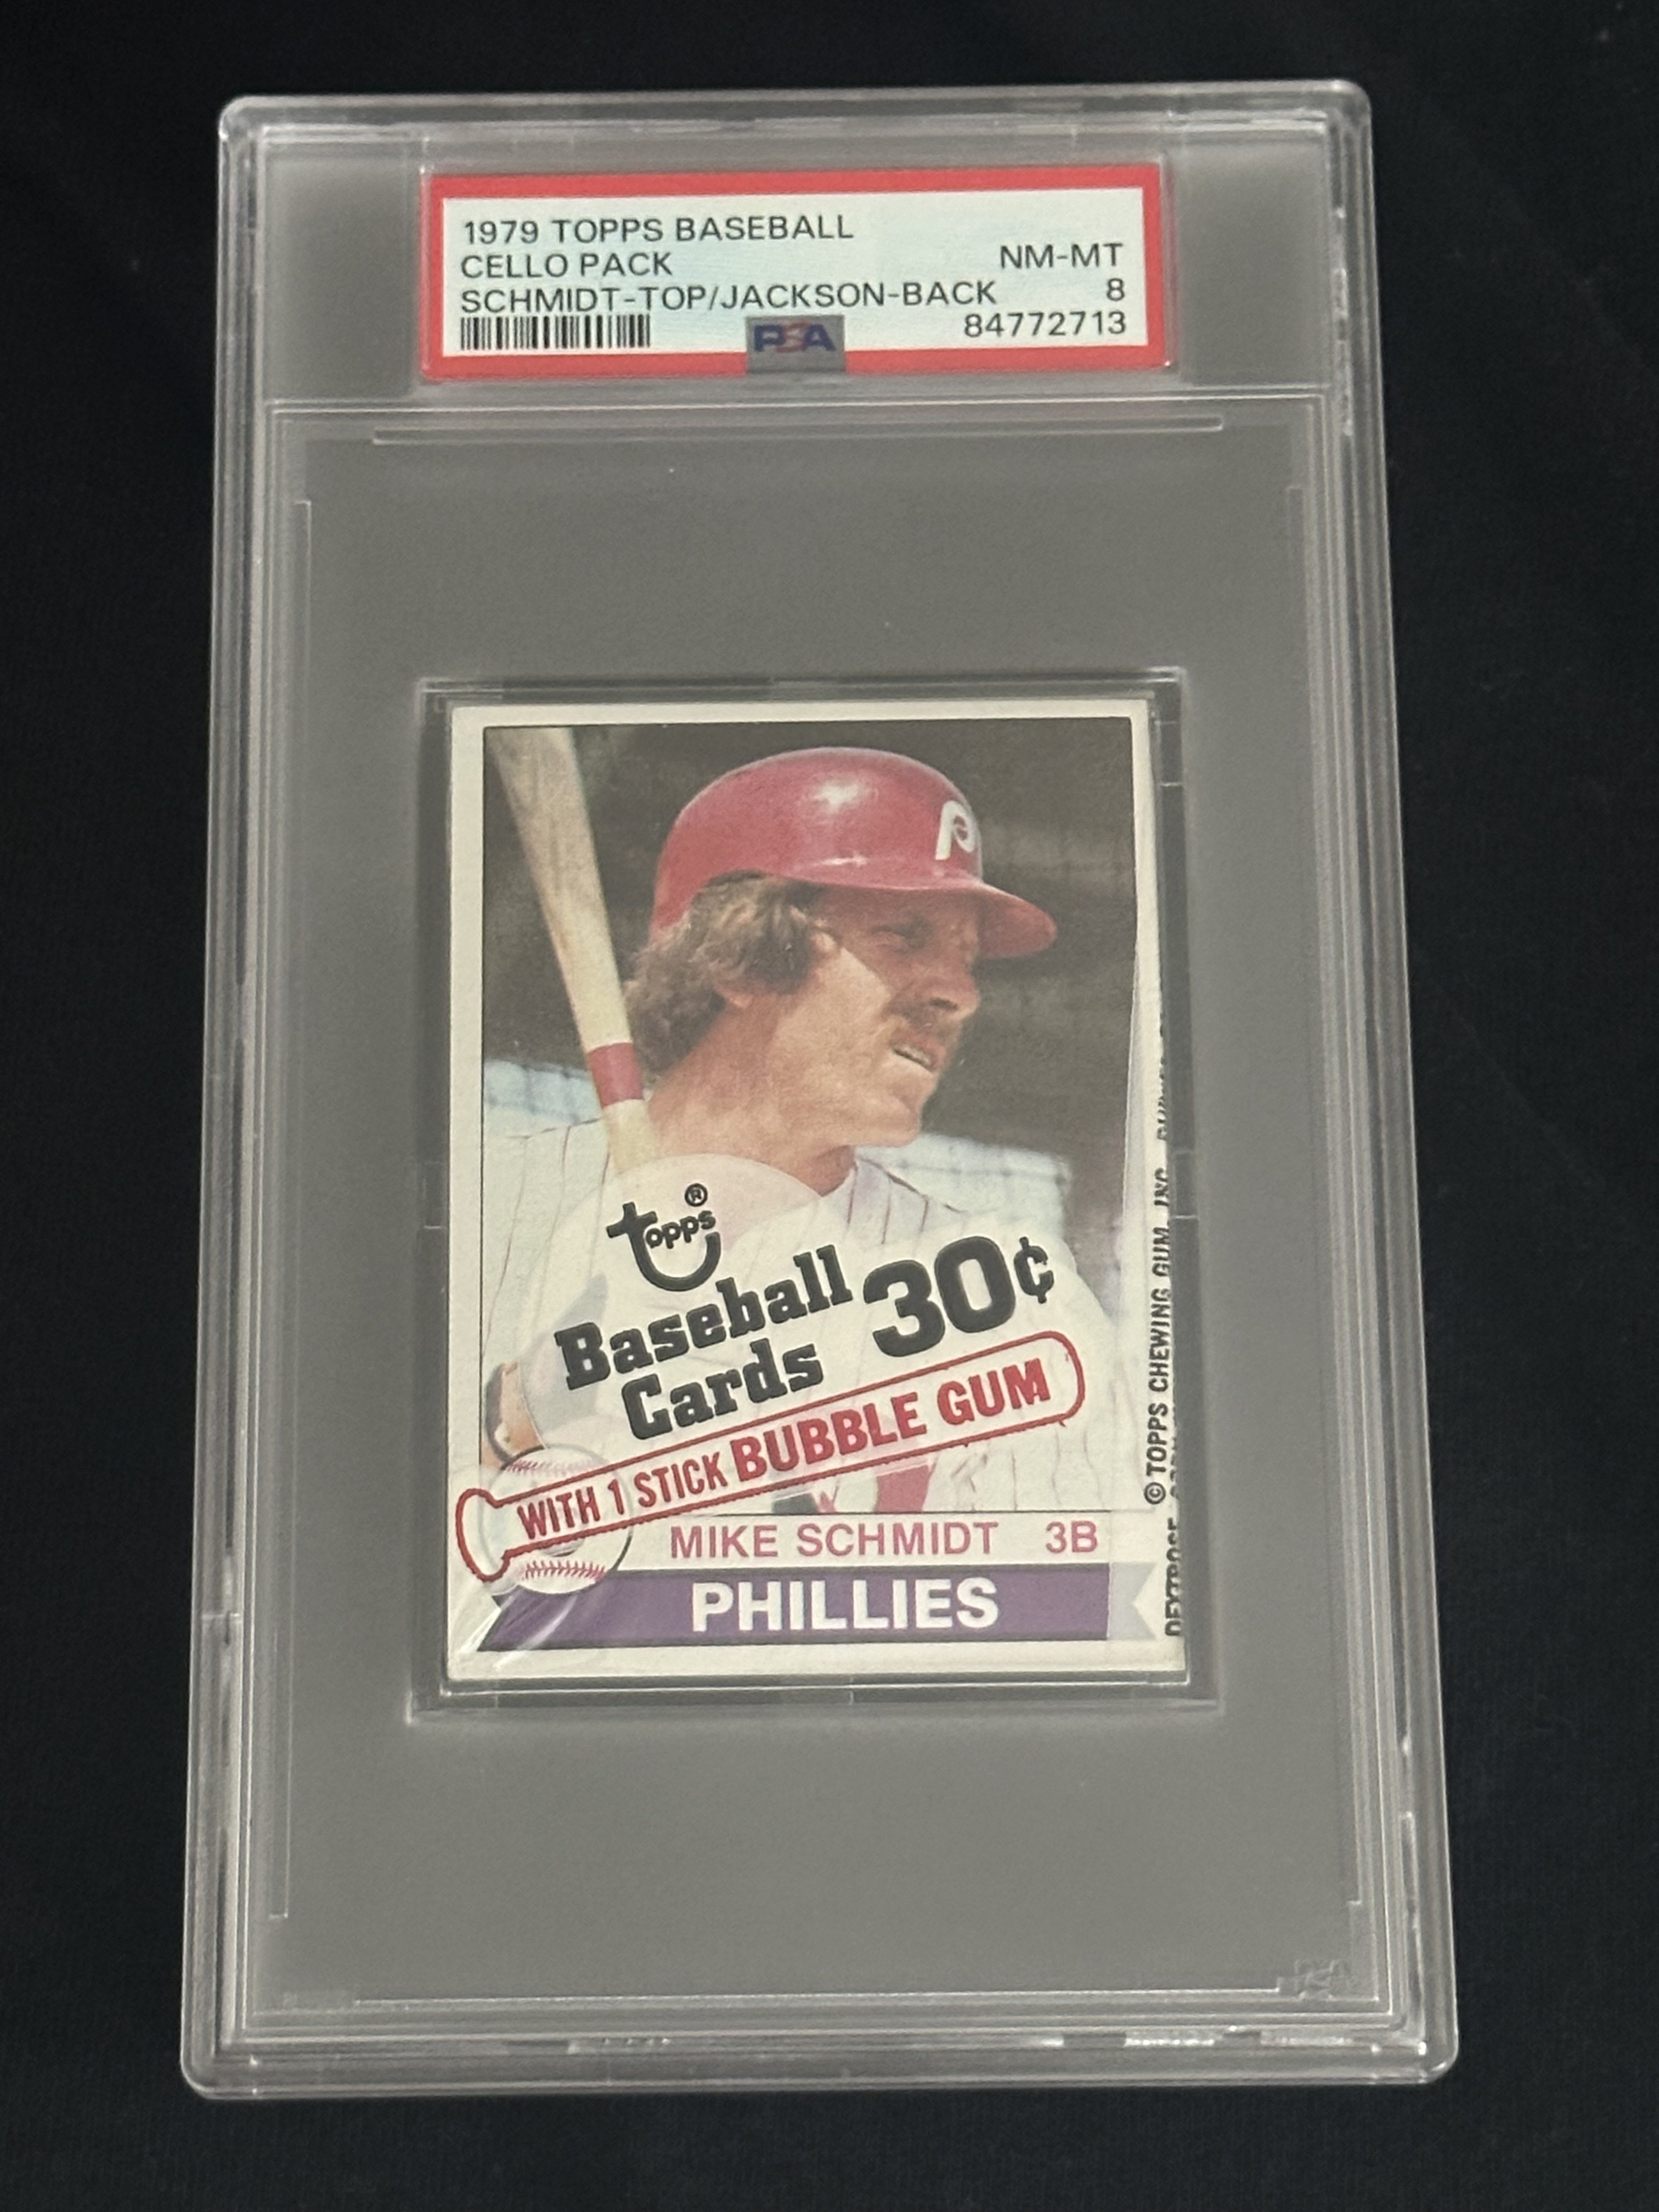 1979 TOPPS BASEBALL
CELLO PACK NM-MT
SCHMIDT-TOP/JACKSON-BACK 8
PSA 84772713
P
topps®
Baseball 30¢
Cards
WITH 1 STICK BUBBLE GUM
MIKE SCHMIDT 3B
PHILLIES
© TOPPS CHEWING GUM, INC.